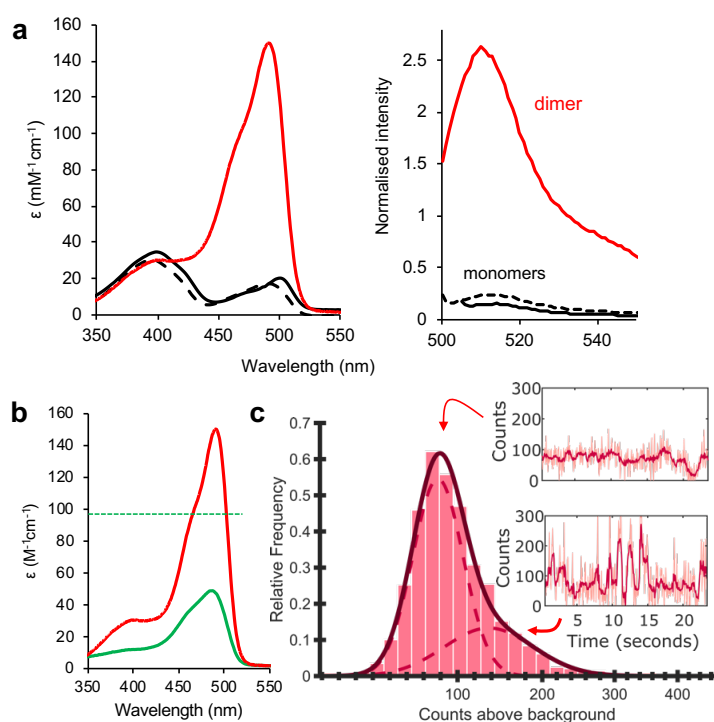 a
ε (mM⁻¹cm⁻¹)
160
140
120
100
80
60
40
20
0
350 400 450 500 550
Wavelength (nm)
Normalised intensity
2.5
2
1.5
1
0.5
0
500 520 540
dimer
monomers
b
ε (M⁻¹cm⁻¹)
160
140
120
100
80
60
40
20
0
350 400 450 500 550
Wavelength (nm)
c
Relative Frequency
0.7
0.6
0.5
0.4
0.3
0.2
0.1
0
100 200 300 400
Counts above background
Counts
300
200
100
0
Counts
300
200
100
0
5 10 15 20
Time (seconds)